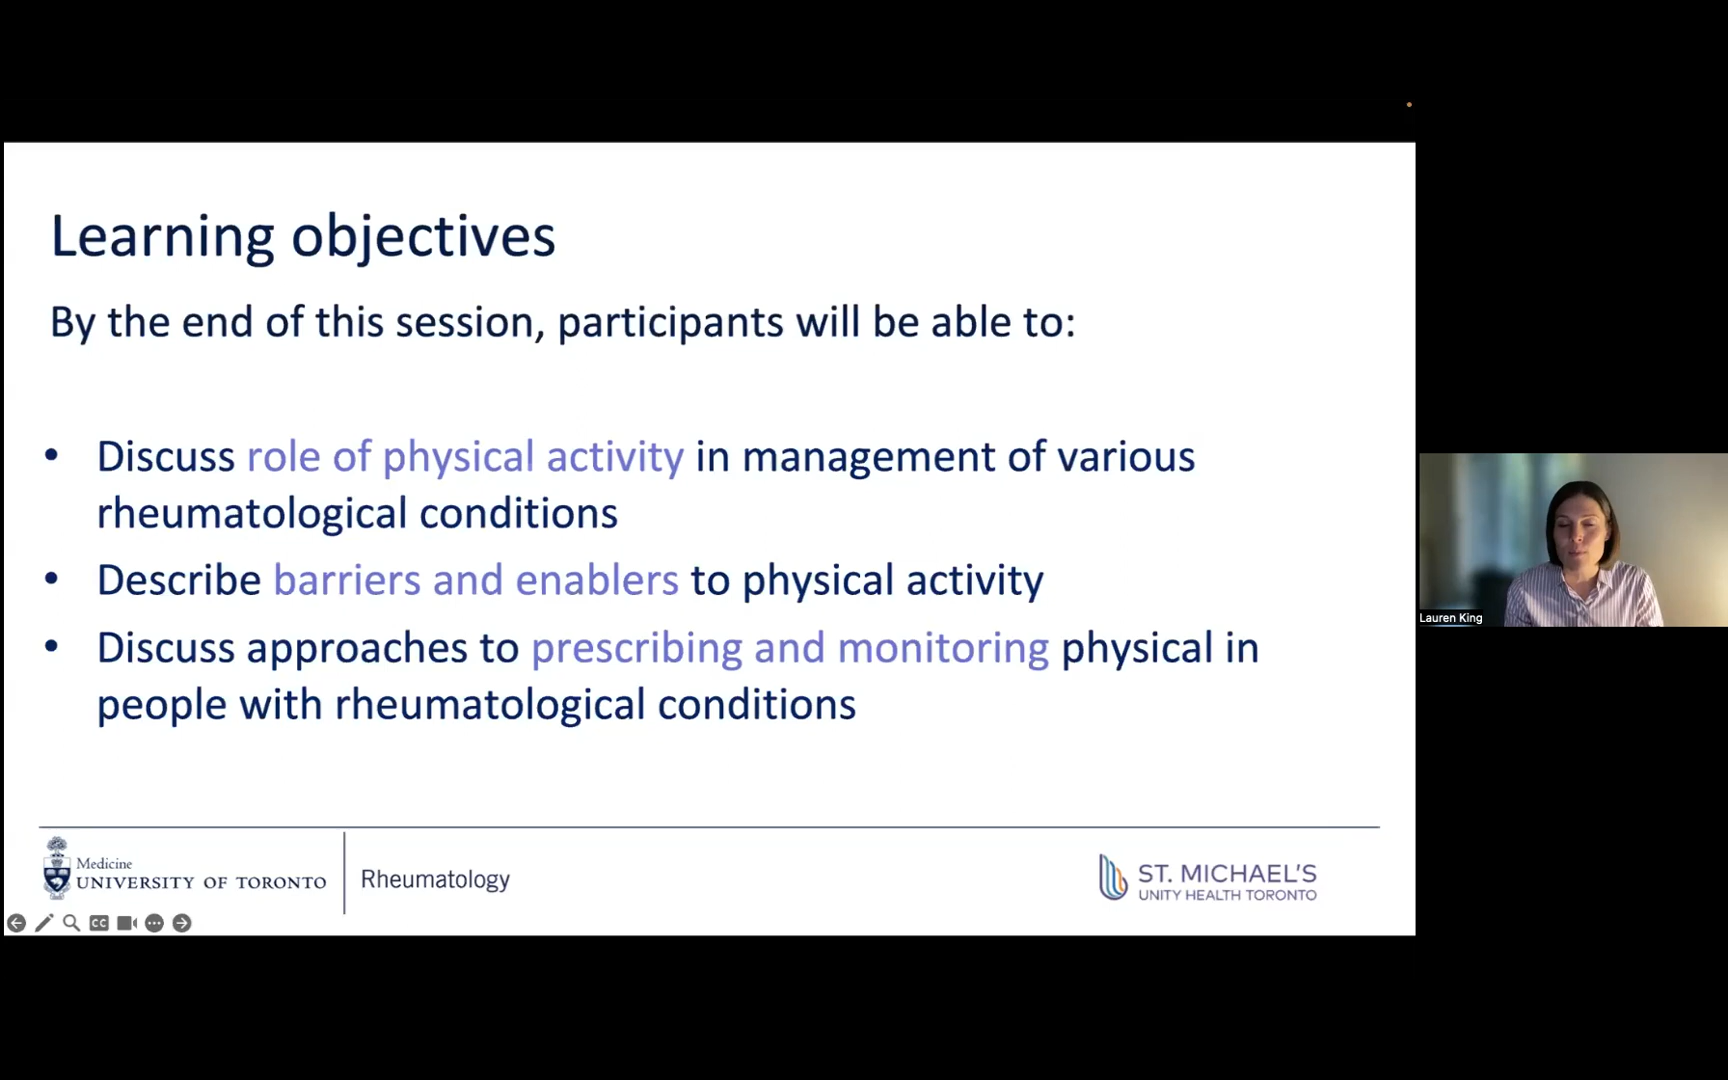 Learning objectives
By the end of this session, participants will be able to:
• Discuss role of physical activity in management of various
rheumatological conditions
• Describe barriers and enablers to physical activity
• Discuss approaches to prescribing and monitoring physical in
people with rheumatological conditions
Lauren King
Medicine
UNIVERSITY OF TORONTO
Rheumatology
ST. MICHAEL'S
UNITY HEALTH TORONTO
CC